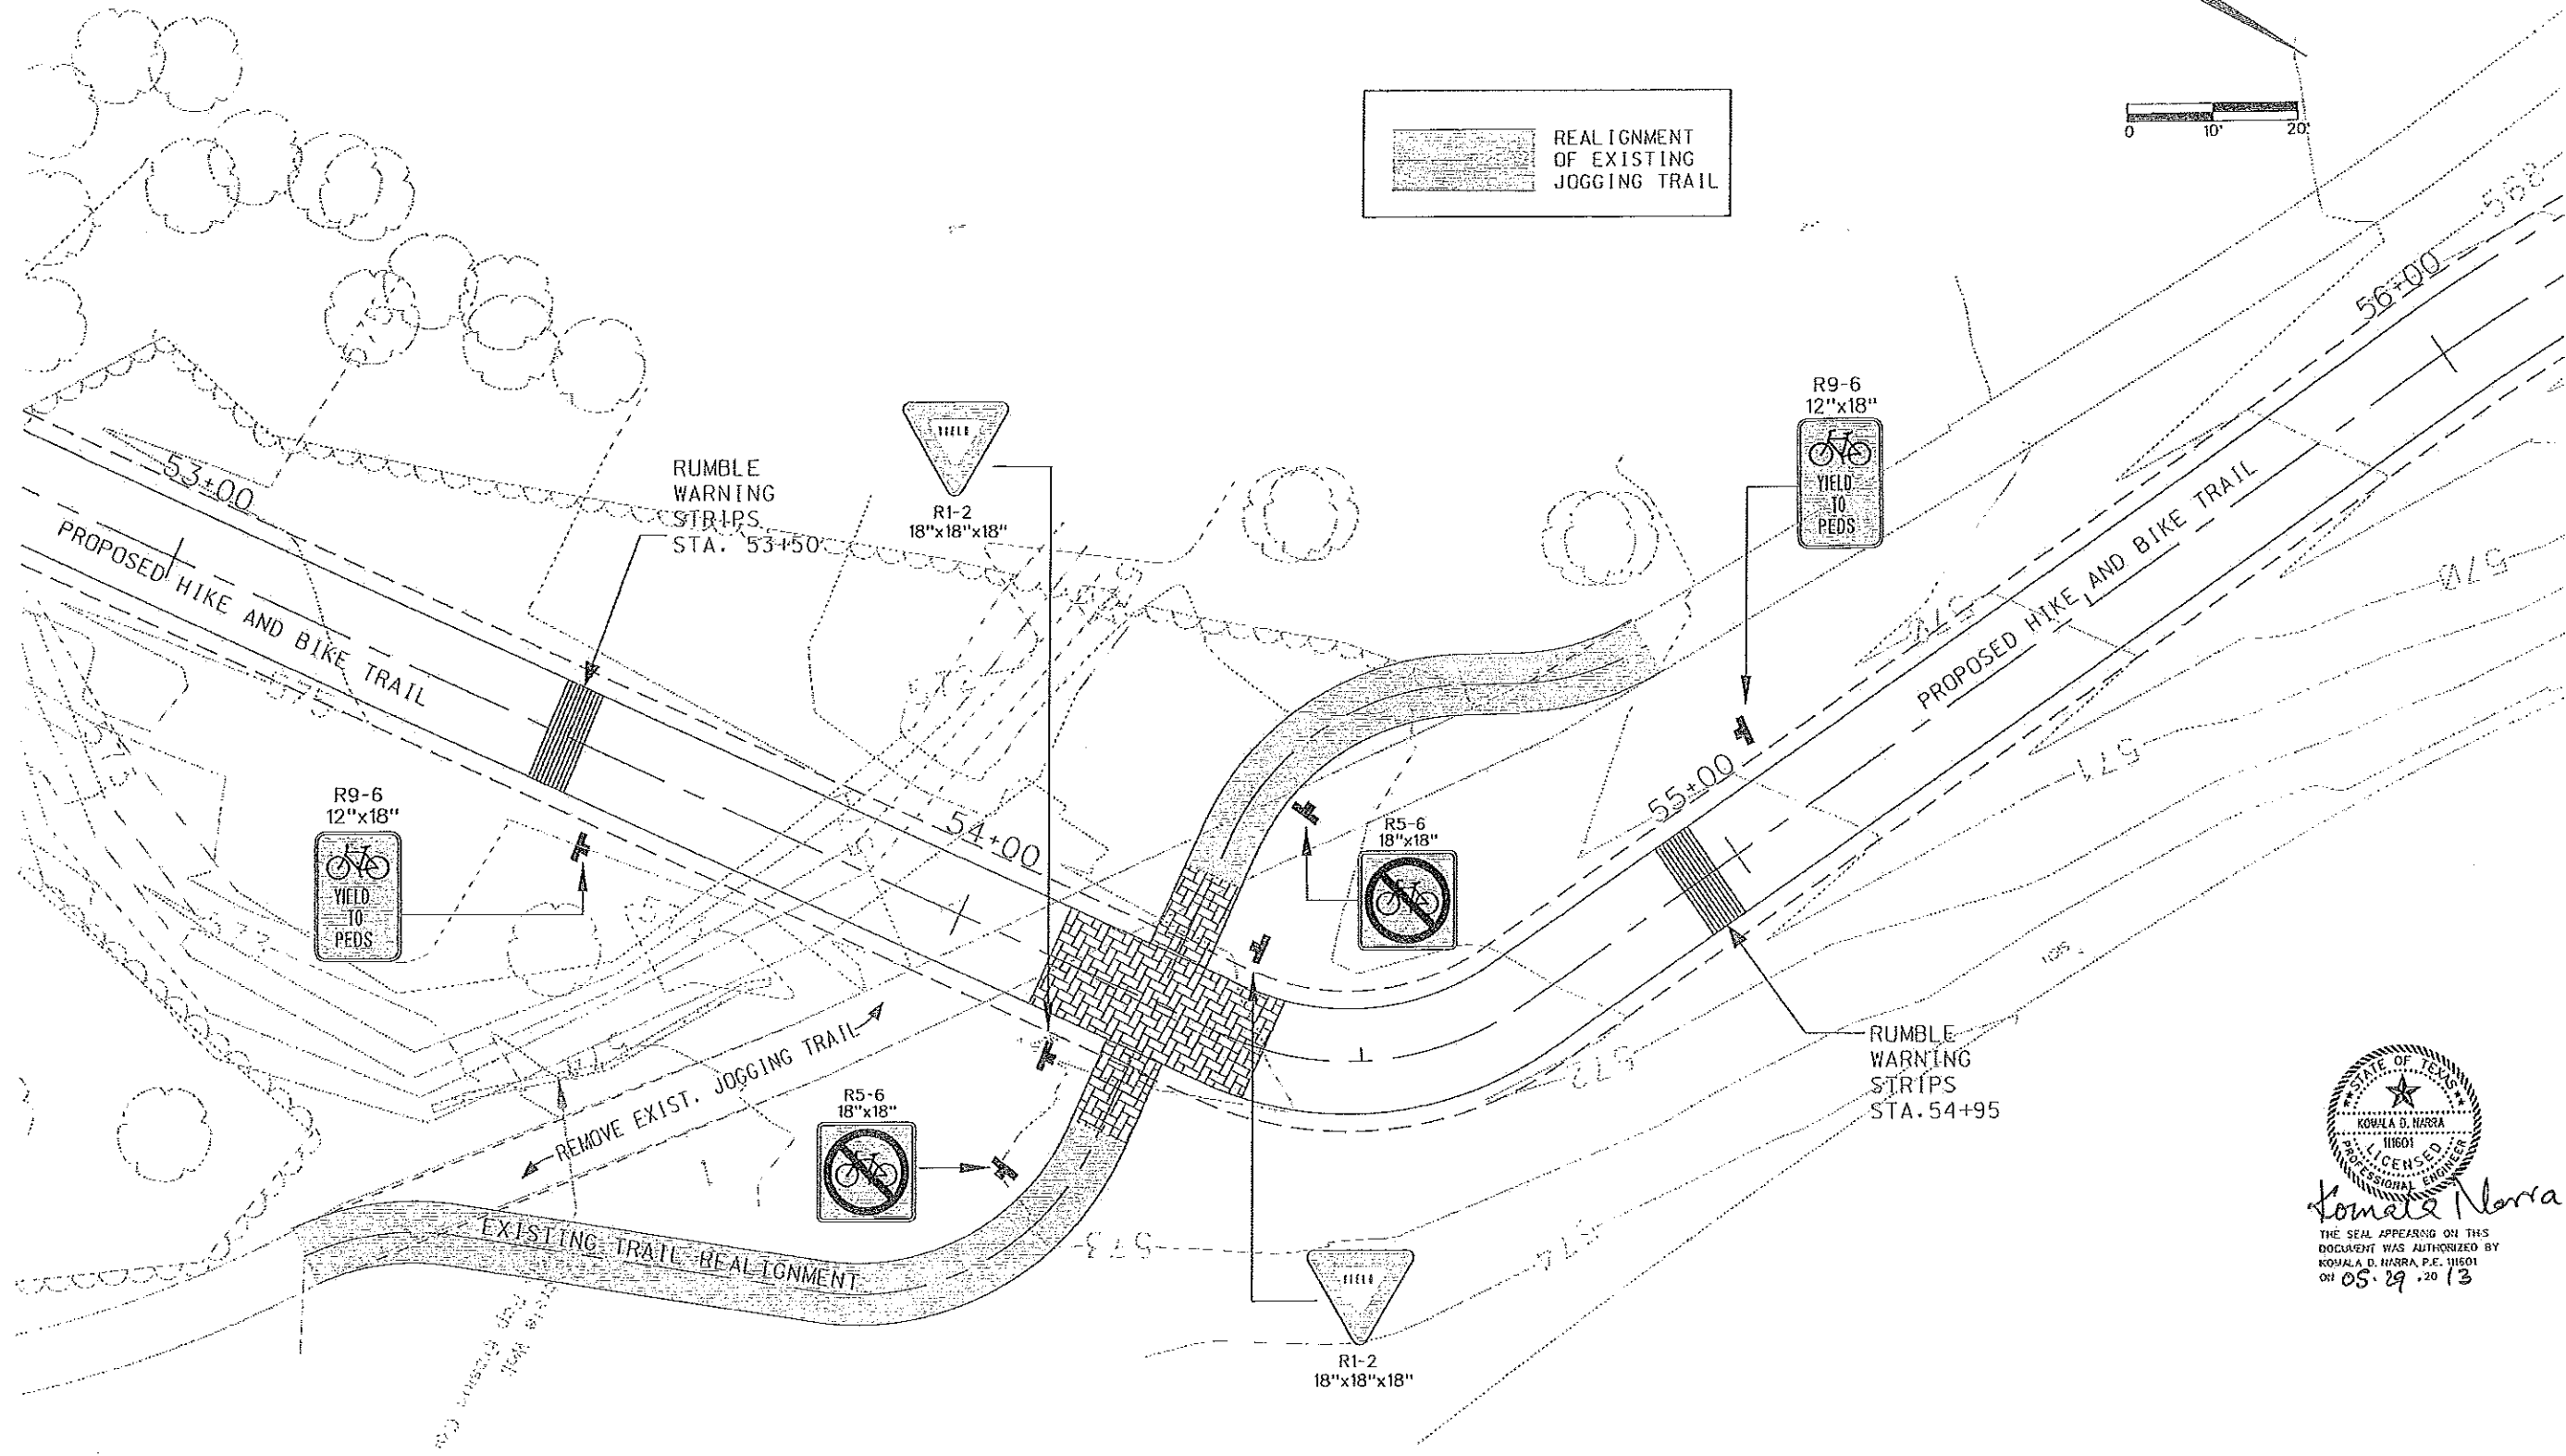 REALIGNMENT
OF EXISTING
JOGGING TRAIL
0 10' 20'
568
56+00
R9-6
12"x18"
YIELD
TO
PEDS
YIELD
R1-2
18"x18"x18"
RUMBLE
WARNING
STRIPS
STA. 53+50
53+00
PROPOSED HIKE AND BIKE TRAIL
575
PROPOSED HIKE AND BIKE TRAIL
570
571
55+00
54+00
R9-6
12"x18"
YIELD
TO
PEDS
R5-6
18"x18"
RUMBLE
WARNING
STRIPS
STA.54+95
572
REMOVE EXIST. JOGGING TRAIL
R5-6
18"x18"
EXISTING TRAIL REALIGNMENT
573
574
YIELD
R1-2
18"x18"x18"
STATE OF TEXAS
KOMALA D. NARRA
111601
LICENSED
PROFESSIONAL ENGINEER
Komala Narra
THE SEAL APPEARING ON THIS
DOCUMENT WAS AUTHORIZED BY
KOMALA D. NARRA, P.E. 111601
ON 05.29.2013